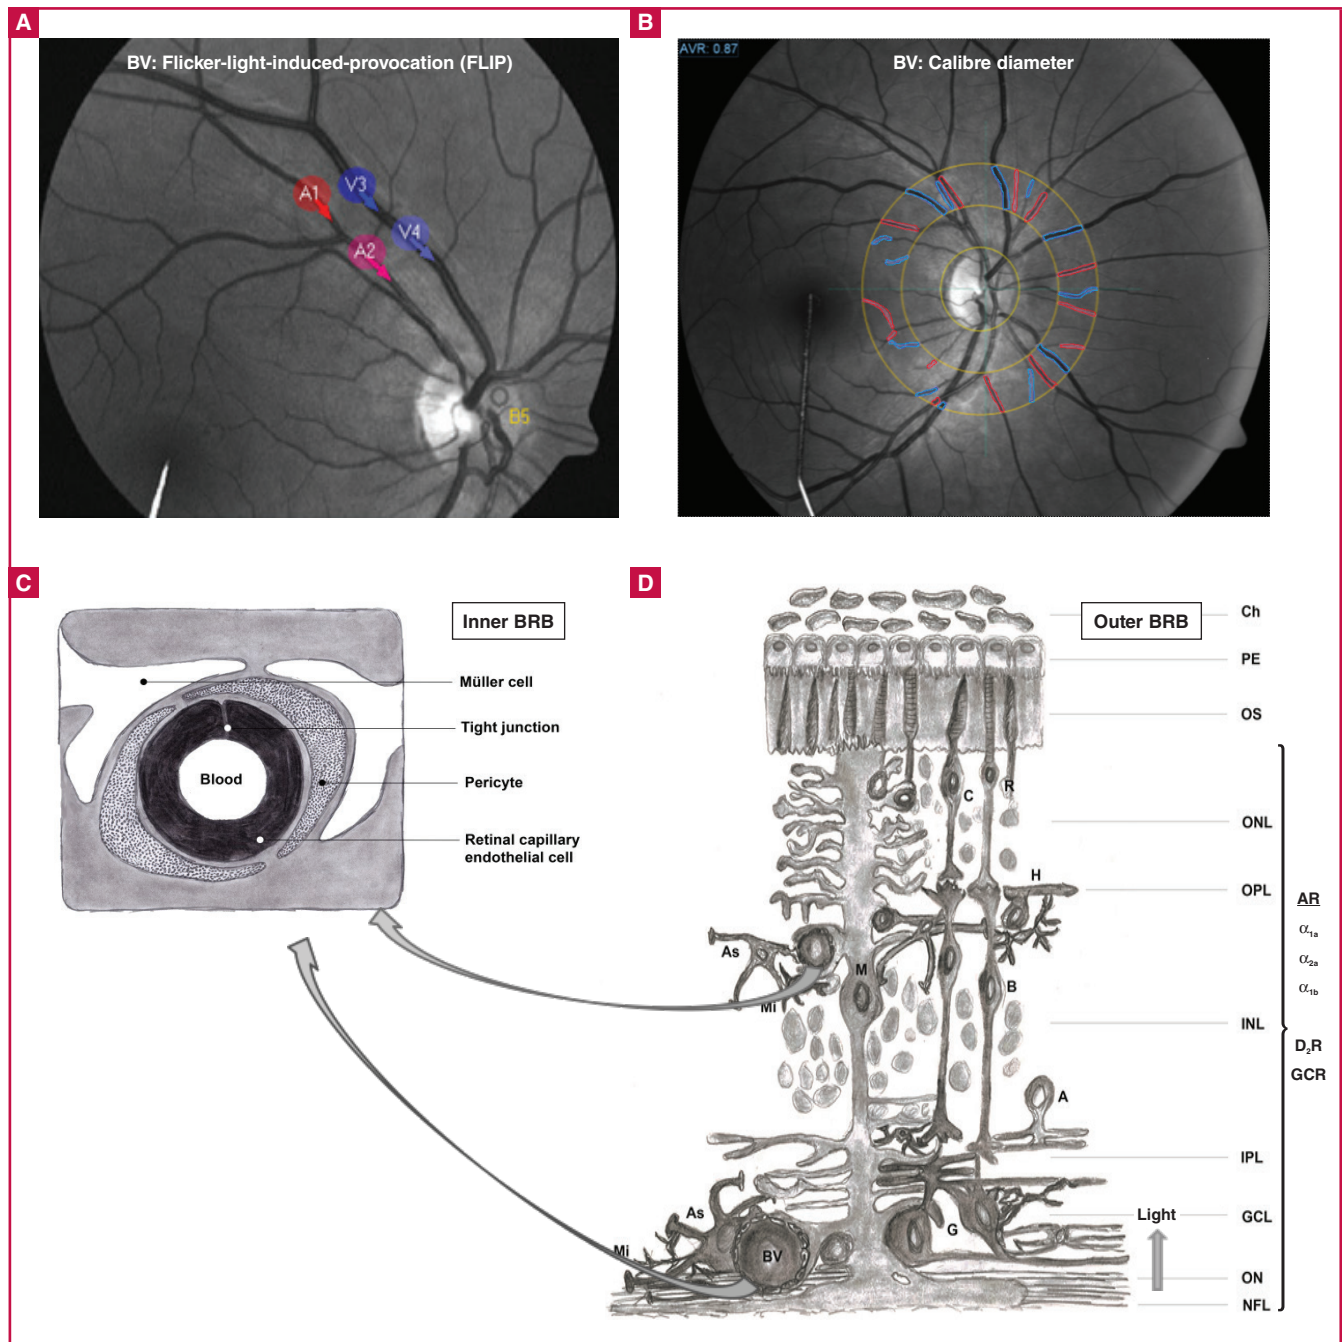 A
BV: Flicker-light-induced-provocation (FLIP)
A1
V3
V4
A2
B5
B
AVR: 0.87
BV: Calibre diameter
C
Inner BRB
Müller cell
Tight junction
Pericyte
Retinal capillary
endothelial cell
Blood
D
Outer BRB
Ch
PE
OS
C
R
ONL
H
OPL
As
M
Mi
B
INL
A
IPL
As
Light
GCL
G
Mi
BV
ON
NFL
AR
α1a
α2a
α1b
D2R
GCR